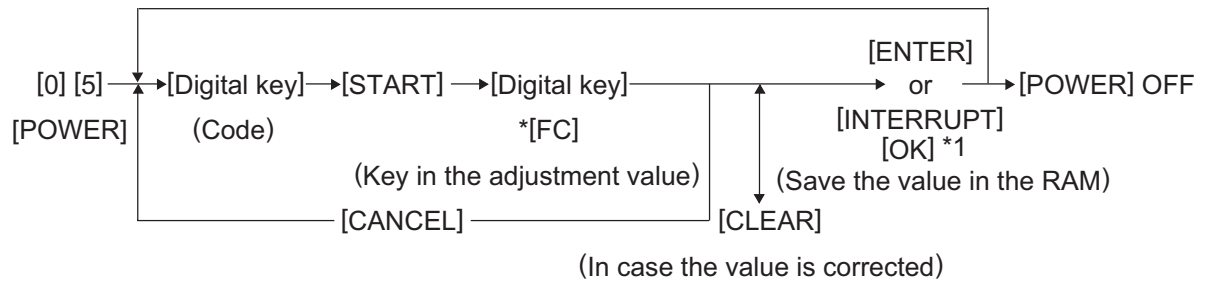 [ENTER]
[0] [5] [Digital key] [START] [Digital key] or [POWER] OFF
[POWER] (Code) *[FC] [INTERRUPT]
[OK] *1
(Key in the adjustment value) (Save the value in the RAM)
[CANCEL] [CLEAR]
(In case the value is corrected)